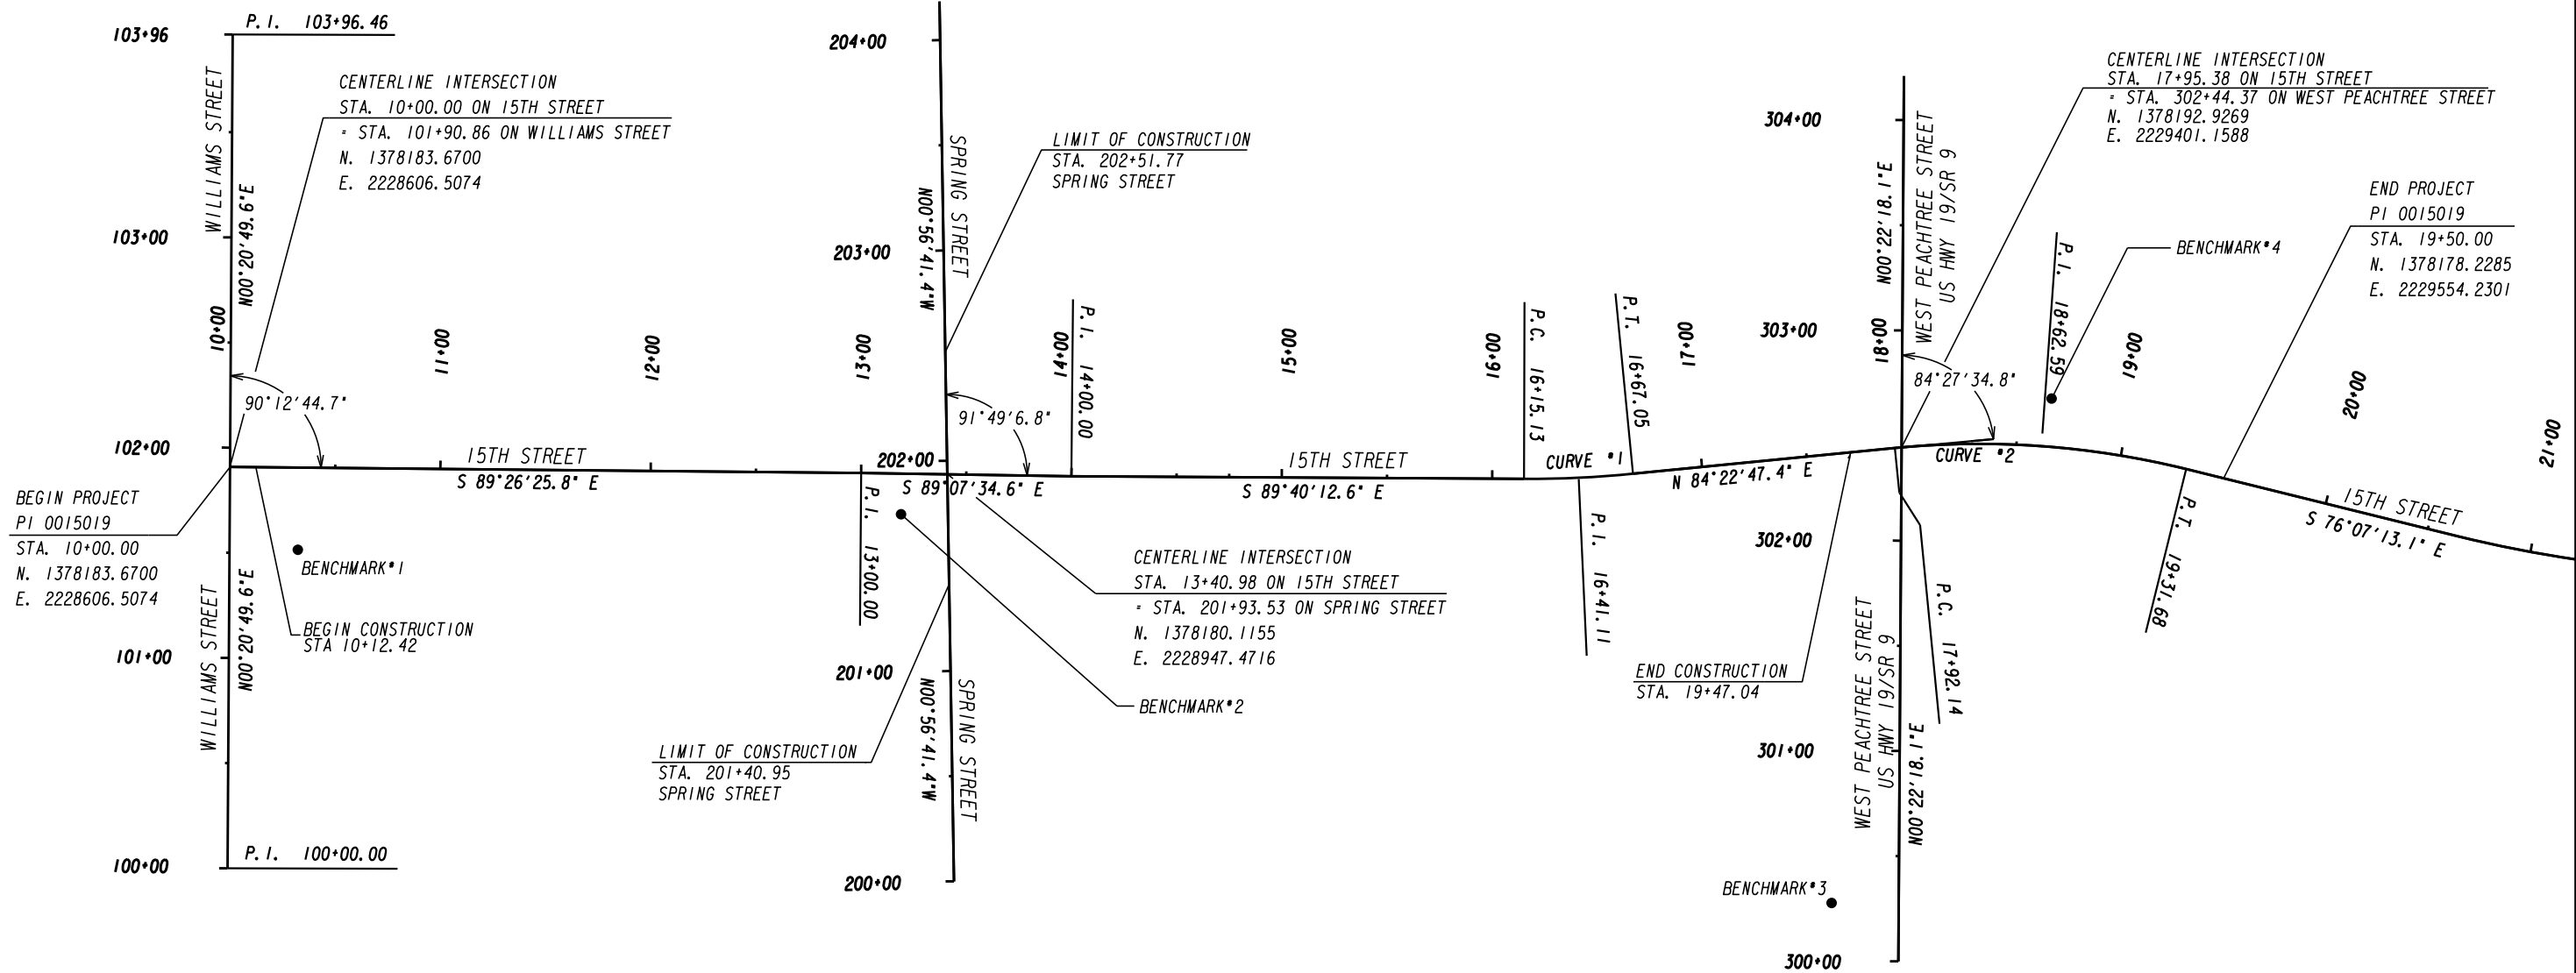 P.I. 103+96.46
103+96
WILLIAMS STREET
N00°20'49.6"E
CENTERLINE INTERSECTION
STA. 10+00.00 ON 15TH STREET
= STA. 101+90.86 ON WILLIAMS STREET
N. 1378183.6700
E. 2228606.5074
103+00
10+00
90°12'44.7"
102+00
BEGIN PROJECT
PI 0015019
STA. 10+00.00
N. 1378183.6700
E. 2228606.5074
BENCHMARK#1
BEGIN CONSTRUCTION
STA 10+12.42
WILLIAMS STREET
N00°20'49.6"E
101+00
P.I. 100+00.00
100+00
11+00
12+00
13+00
15TH STREET
S 89°26'25.8" E
204+00
SPRING STREET
N00°56'41.4"W
LIMIT OF CONSTRUCTION
STA. 202+51.77
SPRING STREET
203+00
91°49'6.8"
202+00
S 89°07'34.6" E
P.I. 13+00.00
14+00
P.I. 14+00.00
CENTERLINE INTERSECTION
STA. 13+40.98 ON 15TH STREET
= STA. 201+93.53 ON SPRING STREET
N. 1378180.1155
E. 2228947.4716
BENCHMARK#2
201+00
N00°56'41.4"W
SPRING STREET
LIMIT OF CONSTRUCTION
STA. 201+40.95
SPRING STREET
200+00
15+00
15TH STREET
S 89°40'12.6" E
16+00
P.C. 16+15.13
CURVE #1
P.T. 16+67.05
P.I. 16+41.11
17+00
N 84°22'47.4" E
END CONSTRUCTION
STA. 19+47.04
304+00
303+00
18+00
N00°22'18.1"E
WEST PEACHTREE STREET
US HWY 19/SR 9
84°27'34.8"
CENTERLINE INTERSECTION
STA. 17+95.38 ON 15TH STREET
= STA. 302+44.37 ON WEST PEACHTREE STREET
N. 1378192.9269
E. 2229401.1588
P.I. 18+62.59
BENCHMARK#4
19+00
END PROJECT
PI 0015019
STA. 19+50.00
N. 1378178.2285
E. 2229554.2301
CURVE #2
302+00
P.C. 17+92.14
WEST PEACHTREE STREET
US HWY 19/SR 9
N00°22'18.1"E
301+00
BENCHMARK#3
300+00
P.T. 19+31.68
20+00
21+00
15TH STREET
S 76°07'13.1" E